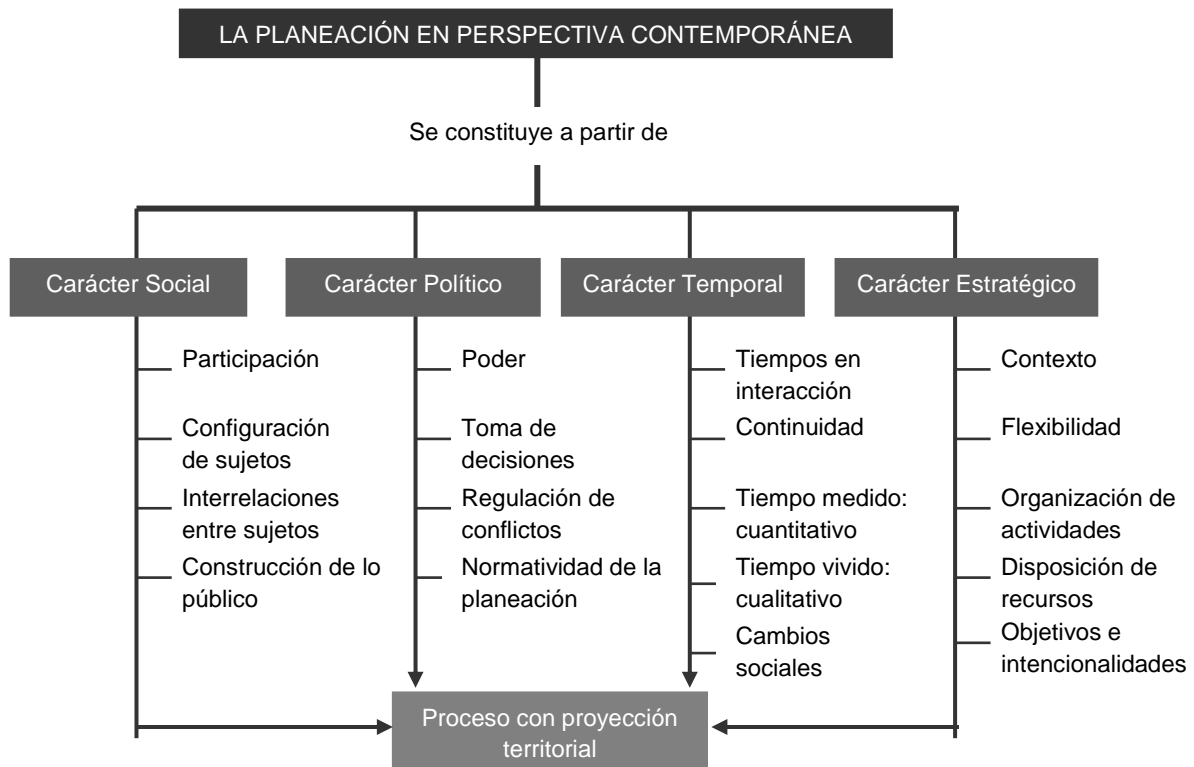 LA PLANEACIÓN EN PERSPECTIVA CONTEMPORÁNEA
Se constituye a partir de
Carácter Social
Participación
Configuración
de sujetos
Interrelaciones
entre sujetos
Construcción de lo
público
Carácter Político
Poder
Toma de
decisiones
Regulación de
conflictos
Normatividad de la
planeación
Carácter Temporal
Tiempos en
interacción
Continuidad
Tiempo medido:
cuantitativo
Tiempo vivido:
cualitativo
Cambios
sociales
Carácter Estratégico
Contexto
Flexibilidad
Organización de
actividades
Disposición de
recursos
Objetivos e
intencionalidades
Proceso con proyección
territorial